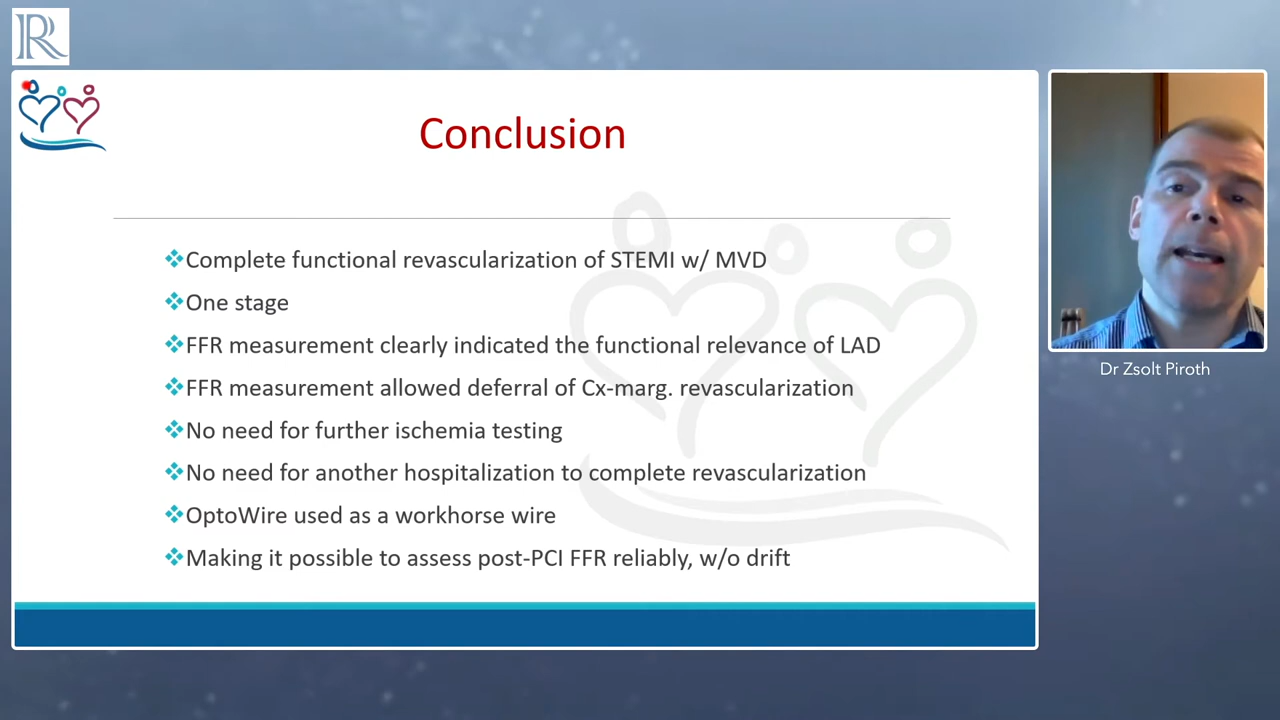 R
Conclusion
Complete functional revascularization of STEMI w/ MVD
One stage
FFR measurement clearly indicated the functional relevance of LAD
FFR measurement allowed deferral of Cx-marg. revascularization
No need for further ischemia testing
No need for another hospitalization to complete revascularization
OptoWire used as a workhorse wire
Making it possible to assess post-PCI FFR reliably, w/o drift
Dr Zsolt Piroth